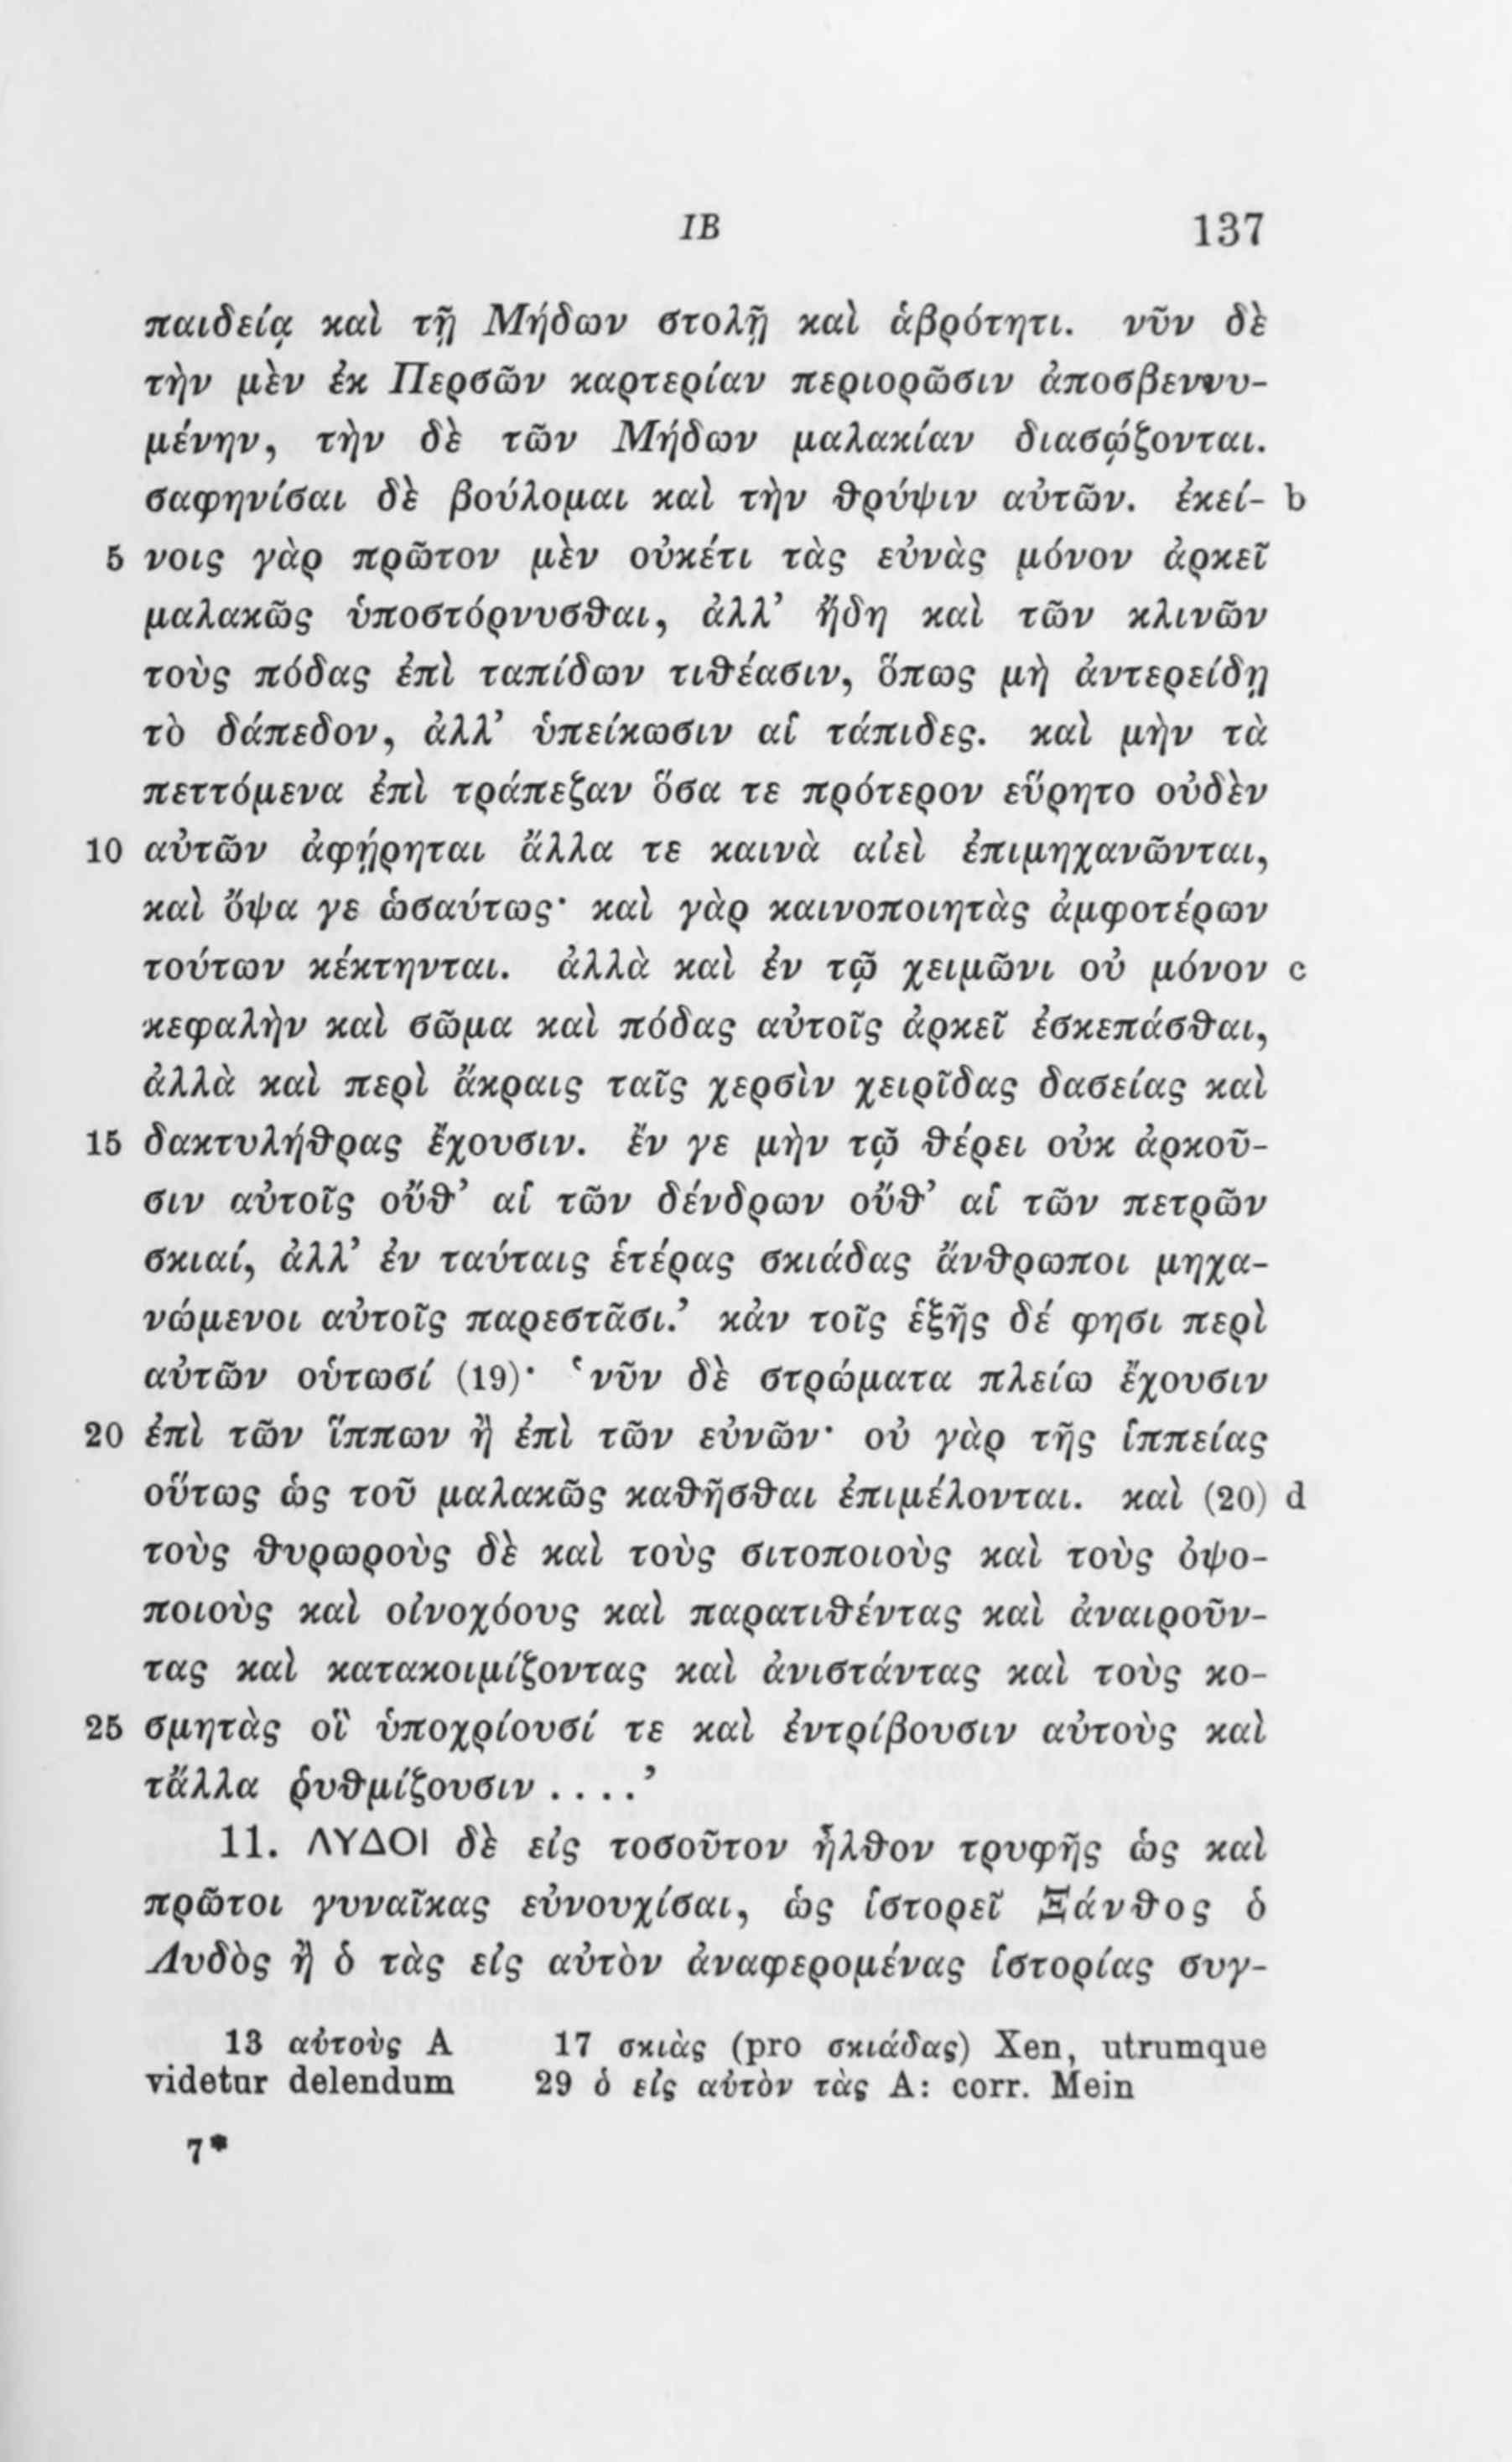 ΙΒ 137
παιδείᾳ καὶ τῇ Μήδων στολῇ καὶ ἁβρότητι. νῦν δὲ
τὴν μὲν ἐκ Περσῶν καρτερίαν περιορῶσιν ἀποσβεννυ-
μένην, τὴν δὲ τῶν Μήδων μαλακίαν διασῴζονται.
σαφηνίσαι δὲ βούλομαι καὶ τὴν θρύψιν αὐτῶν. ἐκεί- b
5 νοις γὰρ πρῶτον μὲν οὐκέτι τὰς εὐνὰς μόνον ἀρκεῖ
μαλακῶς ὑποστόρνυσθαι, ἀλλ’ ἤδη καὶ τῶν κλινῶν
τοὺς πόδας ἐπὶ ταπίδων τιθέασιν, ὅπως μὴ ἀντερείδῃ
τὸ δάπεδον, ἀλλ’ ὑπείκωσιν αἱ τάπιδες. καὶ μὴν τὰ
πεττόμενα ἐπὶ τράπεζαν ὅσα τε πρότερον εὕρητο οὐδὲν
10 αὐτῶν ἀφῄρηται ἄλλα τε καινὰ αἰεὶ ἐπιμηχανῶνται,
καὶ ὄψα γε ὡσαύτως· καὶ γὰρ καινοποιητὰς ἀμφοτέρων
τούτων κέκτηνται. ἀλλὰ καὶ ἐν τῷ χειμῶνι οὐ μόνον c
κεφαλὴν καὶ σῶμα καὶ πόδας αὐτοῖς ἀρκεῖ ἐσκεπάσθαι,
ἀλλὰ καὶ περὶ ἄκραις ταῖς χερσὶν χειρῖδας δασείας καὶ
15 δακτυλήθρας ἔχουσιν. ἔν γε μὴν τῷ θέρει οὐκ ἀρκοῦ-
σιν αὐτοῖς οὔθ’ αἱ τῶν δένδρων οὔθ’ αἱ τῶν πετρῶν
σκιαί, ἀλλ’ ἐν ταύταις ἑτέρας σκιάδας ἄνθρωποι μηχα-
νώμενοι αὐτοῖς παρεστᾶσι.’ κἀν τοῖς ἑξῆς δέ φησι περὶ
αὐτῶν οὑτωσί (19)· ‘νῦν δὲ στρώματα πλείω ἔχουσιν
20 ἐπὶ τῶν ἵππων ἢ ἐπὶ τῶν εὐνῶν· οὐ γὰρ τῆς ἱππείας
οὕτως ὡς τοῦ μαλακῶς καθῆσθαι ἐπιμέλονται. καὶ (20) d
τοὺς θυρωροὺς δὲ καὶ τοὺς σιτοποιοὺς καὶ τοὺς ὀψο-
ποιοὺς καὶ οἰνοχόους καὶ παρατιθέντας καὶ ἀναιροῦν-
τας καὶ κατακοιμίζοντας καὶ ἀνιστάντας καὶ τοὺς κο-
25 σμητὰς οἳ ὑποχρίουσί τε καὶ ἐντρίβουσιν αὐτοὺς καὶ
τἄλλα ῥυθμίζουσιν . . . .’
11. ΛΥΔΟΙ δὲ εἰς τοσοῦτον ἦλθον τρυφῆς ὡς καὶ
πρῶτοι γυναῖκας εὐνουχίσαι, ὡς ἱστορεῖ Ξάνθος ὁ
Λυδὸς ἢ ὁ τὰς εἰς αὐτὸν ἀναφερομένας ἱστορίας συγ-
13 αὐτοὺς A 17 σκιὰς (pro σκιάδας) Xen, utrumque
videtur delendum 29 ὁ εἰς αὐτὸν τὰς A: corr. Mein
7*